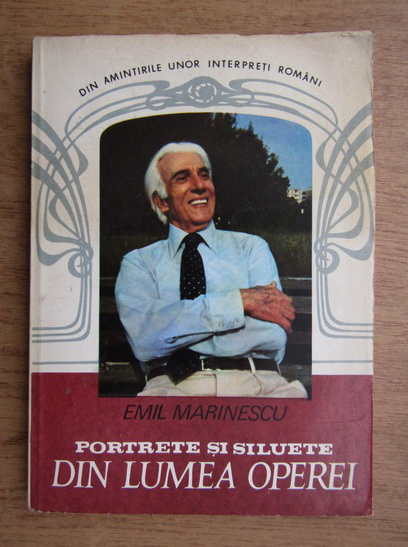 DIN AMINTIRILE UNOR INTERPREȚI ROMÂNI
EMIL MARINESCU
PORTRETE ȘI SILUETE
DIN LUMEA OPEREI